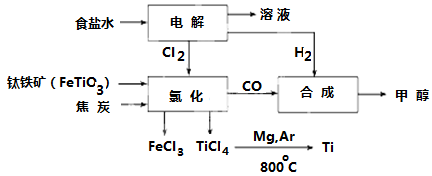 食盐水
电解
溶液
Cl2
H2
钛铁矿（FeTiO3）
焦炭
氯化
CO
合成
甲醇
FeCl3
TiCl4
Mg,Ar
800°C
Ti